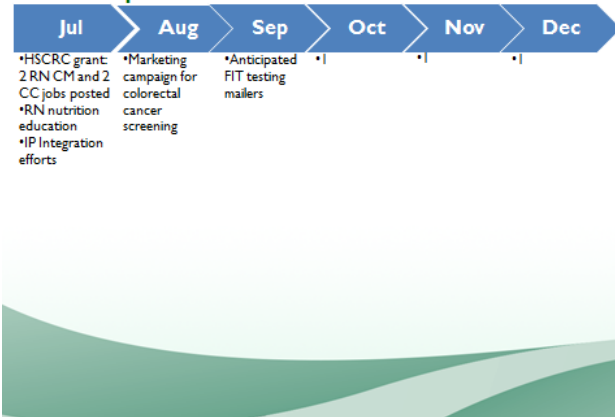 Jul Aug Sep Oct Nov Dec
•HSCRC grant:
2 RN CM and 2
CC jobs posted
•RN nutrition
education
•IP Integration
efforts
•Marketing
campaign for
colorectal
cancer
screening
•Anticipated
FIT testing
mailers
•I
•I
•I